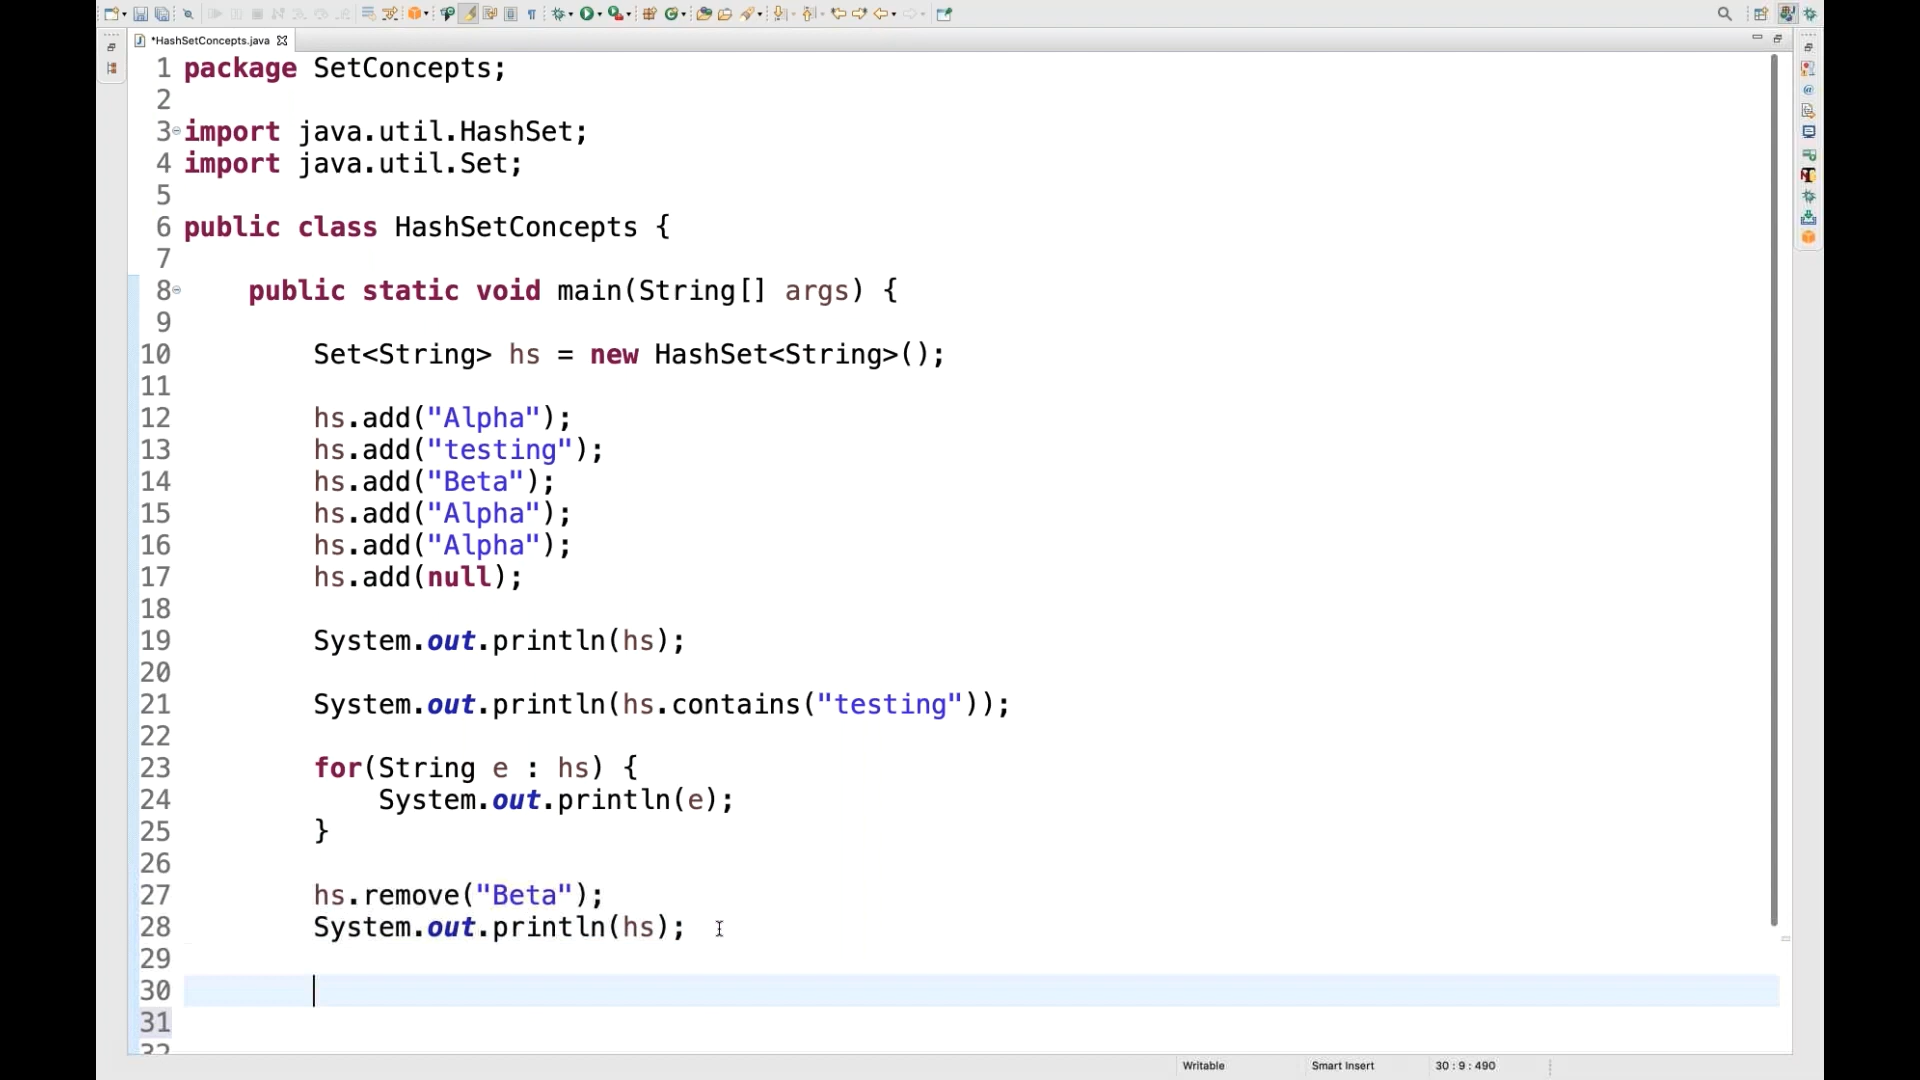 *HashSetConcepts.java
1 package SetConcepts;
2
3 import java.util.HashSet;
4 import java.util.Set;
5
6 public class HashSetConcepts {
7
8 public static void main(String[] args) {
9
10 Set<String> hs = new HashSet<String>();
11
12 hs.add("Alpha");
13 hs.add("testing");
14 hs.add("Beta");
15 hs.add("Alpha");
16 hs.add("Alpha");
17 hs.add(null);
18
19 System.out.println(hs);
20
21 System.out.println(hs.contains("testing"));
22
23 for(String e : hs) {
24 System.out.println(e);
25 }
26
27 hs.remove("Beta");
28 System.out.println(hs);
29
30
31
32
Writable Smart Insert 30 : 9 : 490